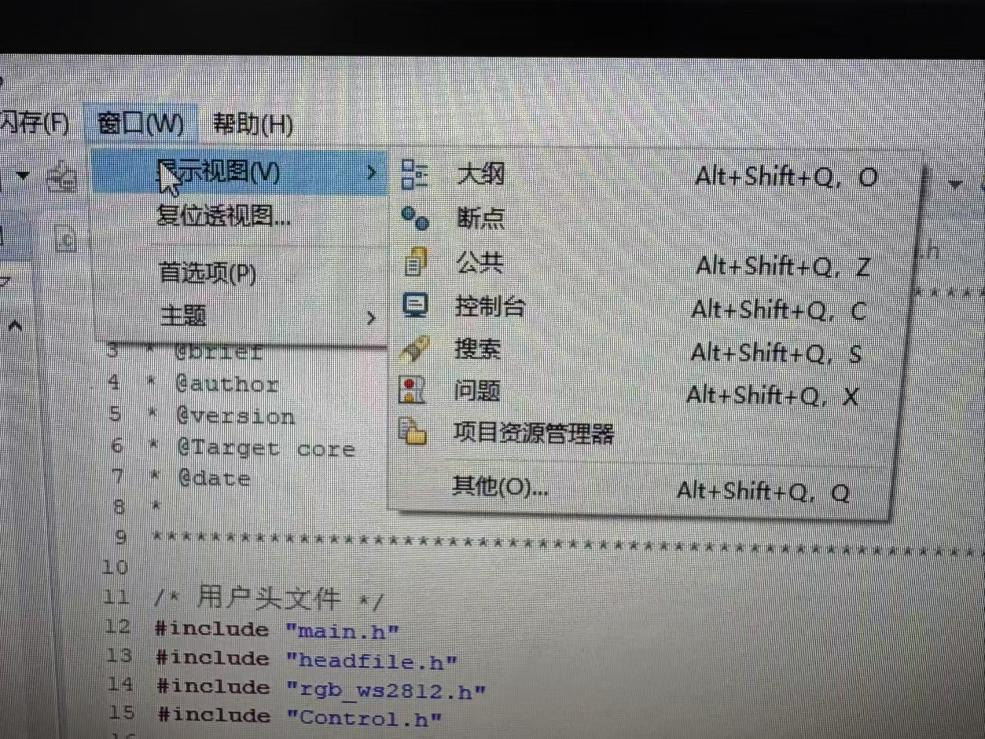 闪存(F) 窗口(W) 帮助(H)
显示视图(V)
复位透视图...
首选项(P)
主题
大纲 Alt+Shift+Q, O
断点
公共 Alt+Shift+Q, Z
控制台 Alt+Shift+Q, C
搜索 Alt+Shift+Q, S
问题 Alt+Shift+Q, X
项目资源管理器
其他(O)... Alt+Shift+Q, Q
.h
3 * @brief
4 * @author
5 * @version
6 * @Target core
7 * @date
8 *
9 ************************************************************
10
11 /* 用户头文件 */
12 #include "main.h"
13 #include "headfile.h"
14 #include "rgb_ws2812.h"
15 #include "Control.h"